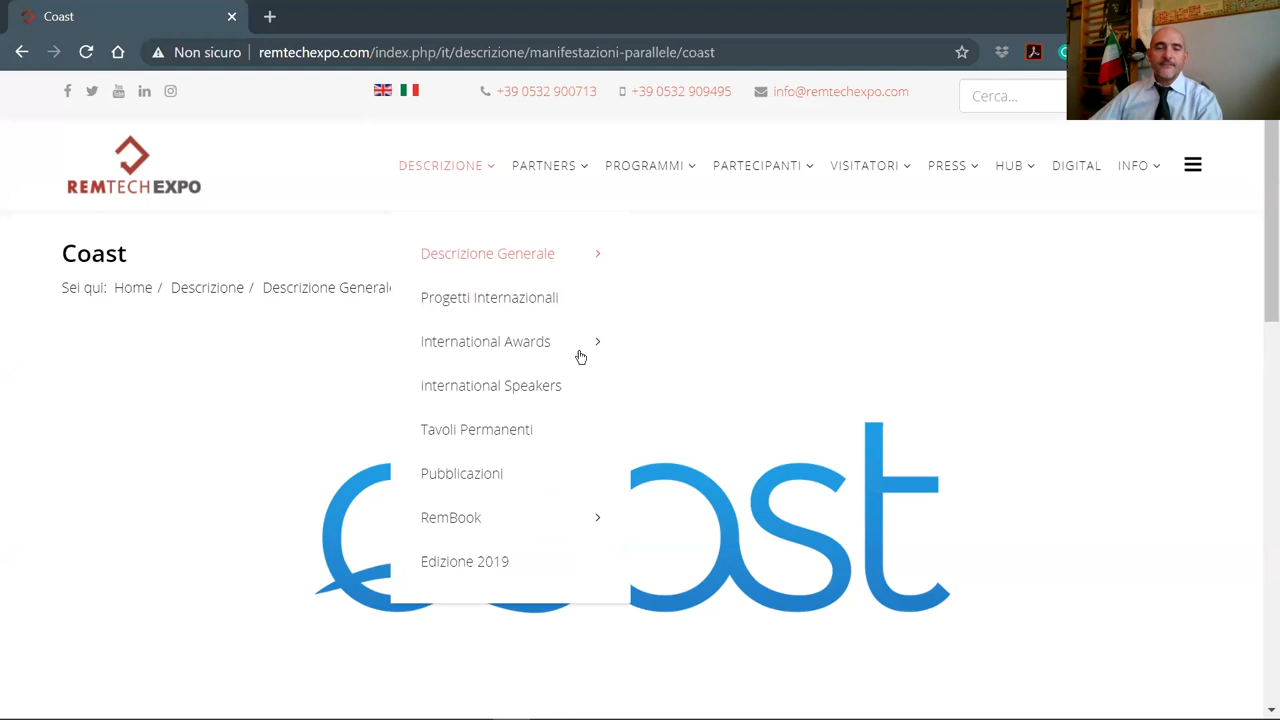 Coast
Non sicuro remtechexpo.com/index.php/it/descrizione/manifestazioni-parallele/coast
+39 0532 900713 +39 0532 909495 info@remtechexpo.com Cerca...
REMTECHEXPO
DESCRIZIONE PARTNERS PROGRAMMI PARTECIPANTI VISITATORI PRESS HUB DIGITAL INFO
Coast
Sei qui: Home / Descrizione / Descrizione Generale
Descrizione Generale
Progetti Internazionali
International Awards
International Speakers
Tavoli Permanenti
Pubblicazioni
RemBook
Edizione 2019
coast